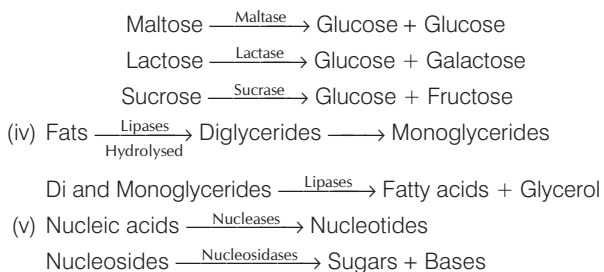 Maltose —Maltase→ Glucose + Glucose
Lactose —Lactase→ Glucose + Galactose
Sucrose —Sucrase→ Glucose + Fructose
(iv) Fats —Lipases/Hydrolysed→ Diglycerides ⟶ Monoglycerides
Di and Monoglycerides —Lipases→ Fatty acids + Glycerol
(v) Nucleic acids —Nucleases→ Nucleotides
Nucleosides —Nucleosidases→ Sugars + Bases